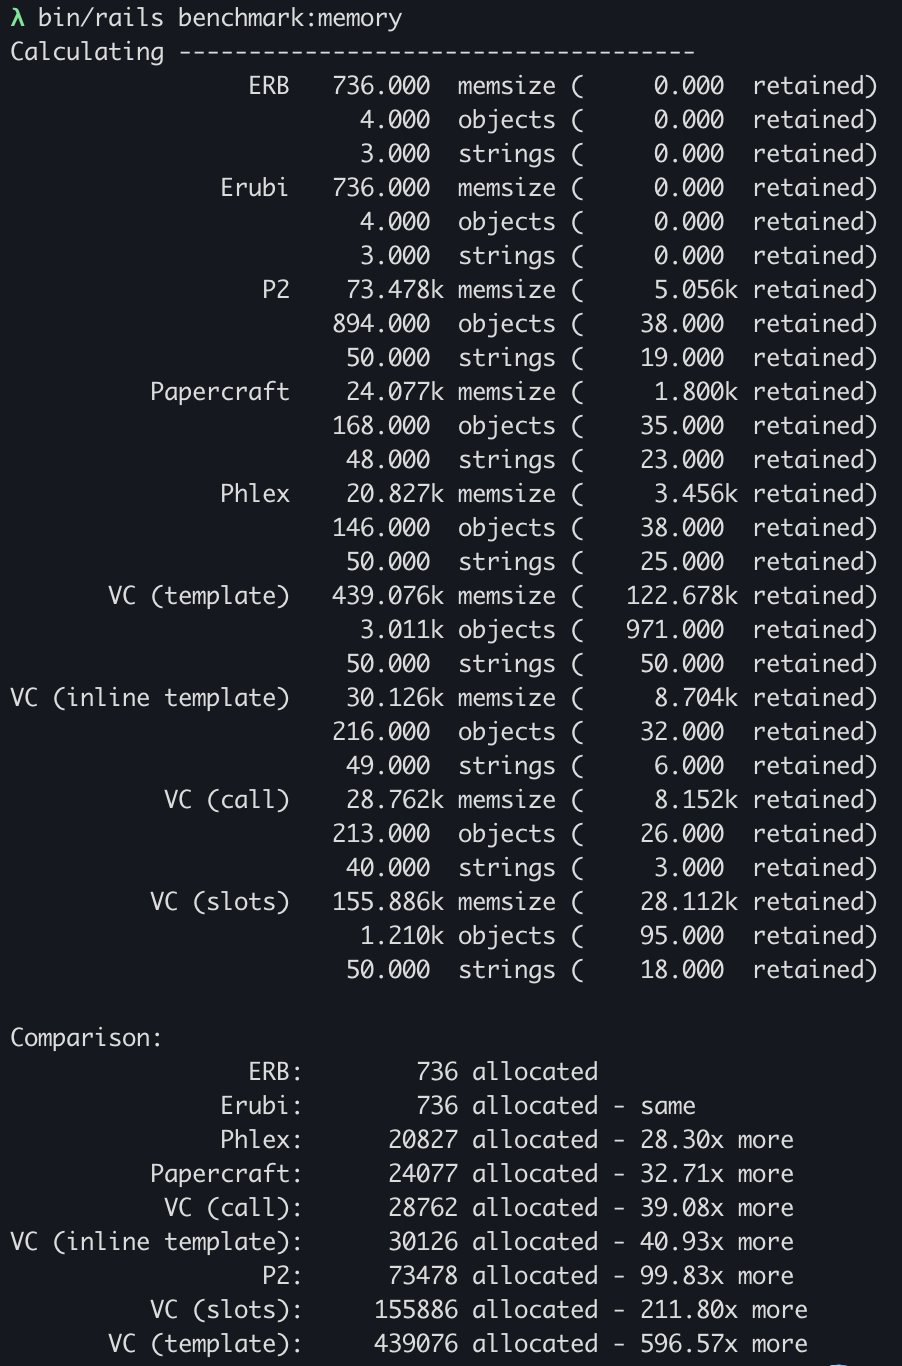 λ bin/rails benchmark:memory
Calculating -------------------------------------
ERB 736.000 memsize ( 0.000 retained)
4.000 objects ( 0.000 retained)
3.000 strings ( 0.000 retained)
Erubi 736.000 memsize ( 0.000 retained)
4.000 objects ( 0.000 retained)
3.000 strings ( 0.000 retained)
P2 73.478k memsize ( 5.056k retained)
894.000 objects ( 38.000 retained)
50.000 strings ( 19.000 retained)
Papercraft 24.077k memsize ( 1.800k retained)
168.000 objects ( 35.000 retained)
48.000 strings ( 23.000 retained)
Phlex 20.827k memsize ( 3.456k retained)
146.000 objects ( 38.000 retained)
50.000 strings ( 25.000 retained)
VC (template) 439.076k memsize ( 122.678k retained)
3.011k objects ( 971.000 retained)
50.000 strings ( 50.000 retained)
VC (inline template) 30.126k memsize ( 8.704k retained)
216.000 objects ( 32.000 retained)
49.000 strings ( 6.000 retained)
VC (call) 28.762k memsize ( 8.152k retained)
213.000 objects ( 26.000 retained)
40.000 strings ( 3.000 retained)
VC (slots) 155.886k memsize ( 28.112k retained)
1.210k objects ( 95.000 retained)
50.000 strings ( 18.000 retained)
Comparison:
ERB: 736 allocated
Erubi: 736 allocated - same
Phlex: 20827 allocated - 28.30x more
Papercraft: 24077 allocated - 32.71x more
VC (call): 28762 allocated - 39.08x more
VC (inline template): 30126 allocated - 40.93x more
P2: 73478 allocated - 99.83x more
VC (slots): 155886 allocated - 211.80x more
VC (template): 439076 allocated - 596.57x more